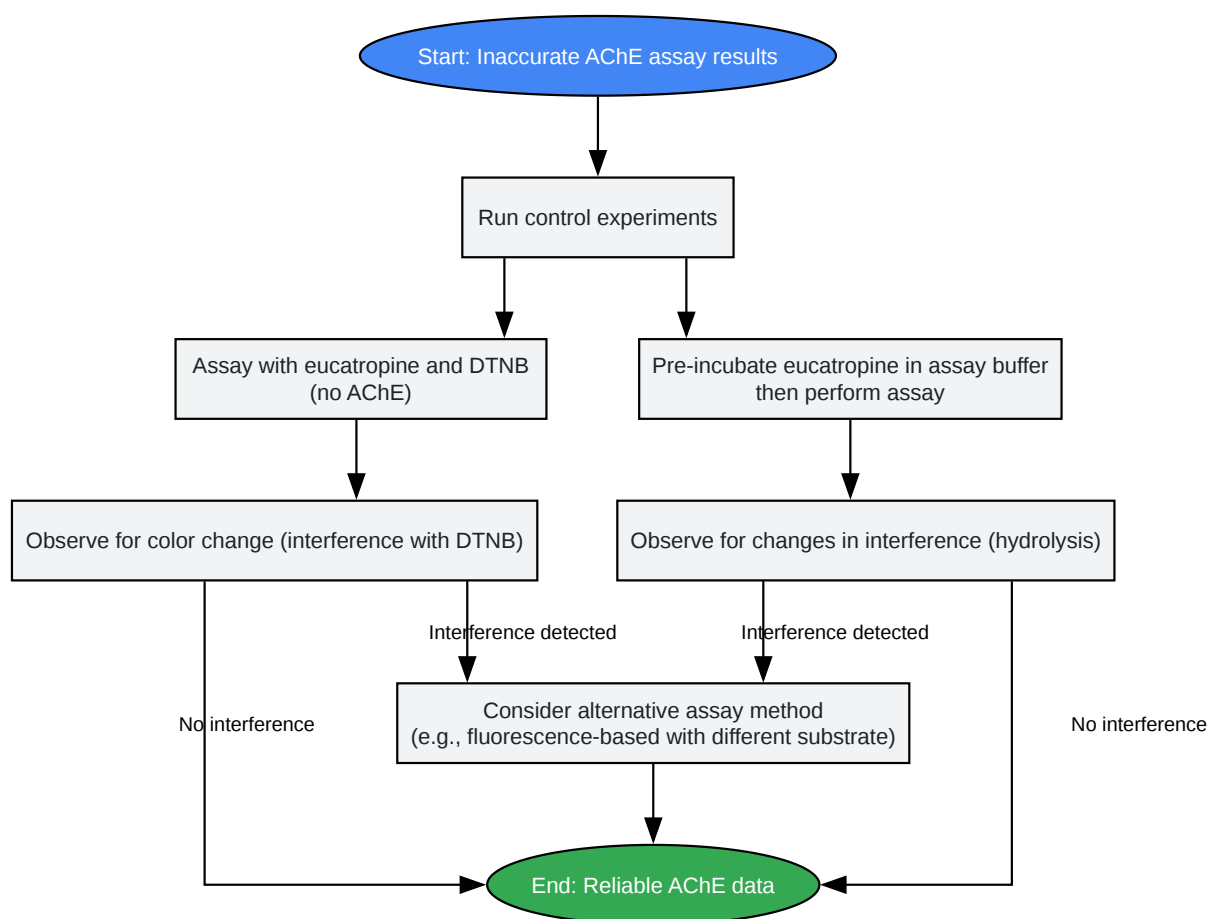 Start: Inaccurate AChE assay results
Run control experiments
Assay with eucatropine and DTNB
(no AChE)
Pre-incubate eucatropine in assay buffer
then perform assay
Observe for color change (interference with DTNB)
Observe for changes in interference (hydrolysis)
Interference detected
Interference detected
Consider alternative assay method
(e.g., fluorescence-based with different substrate)
No interference
No interference
End: Reliable AChE data